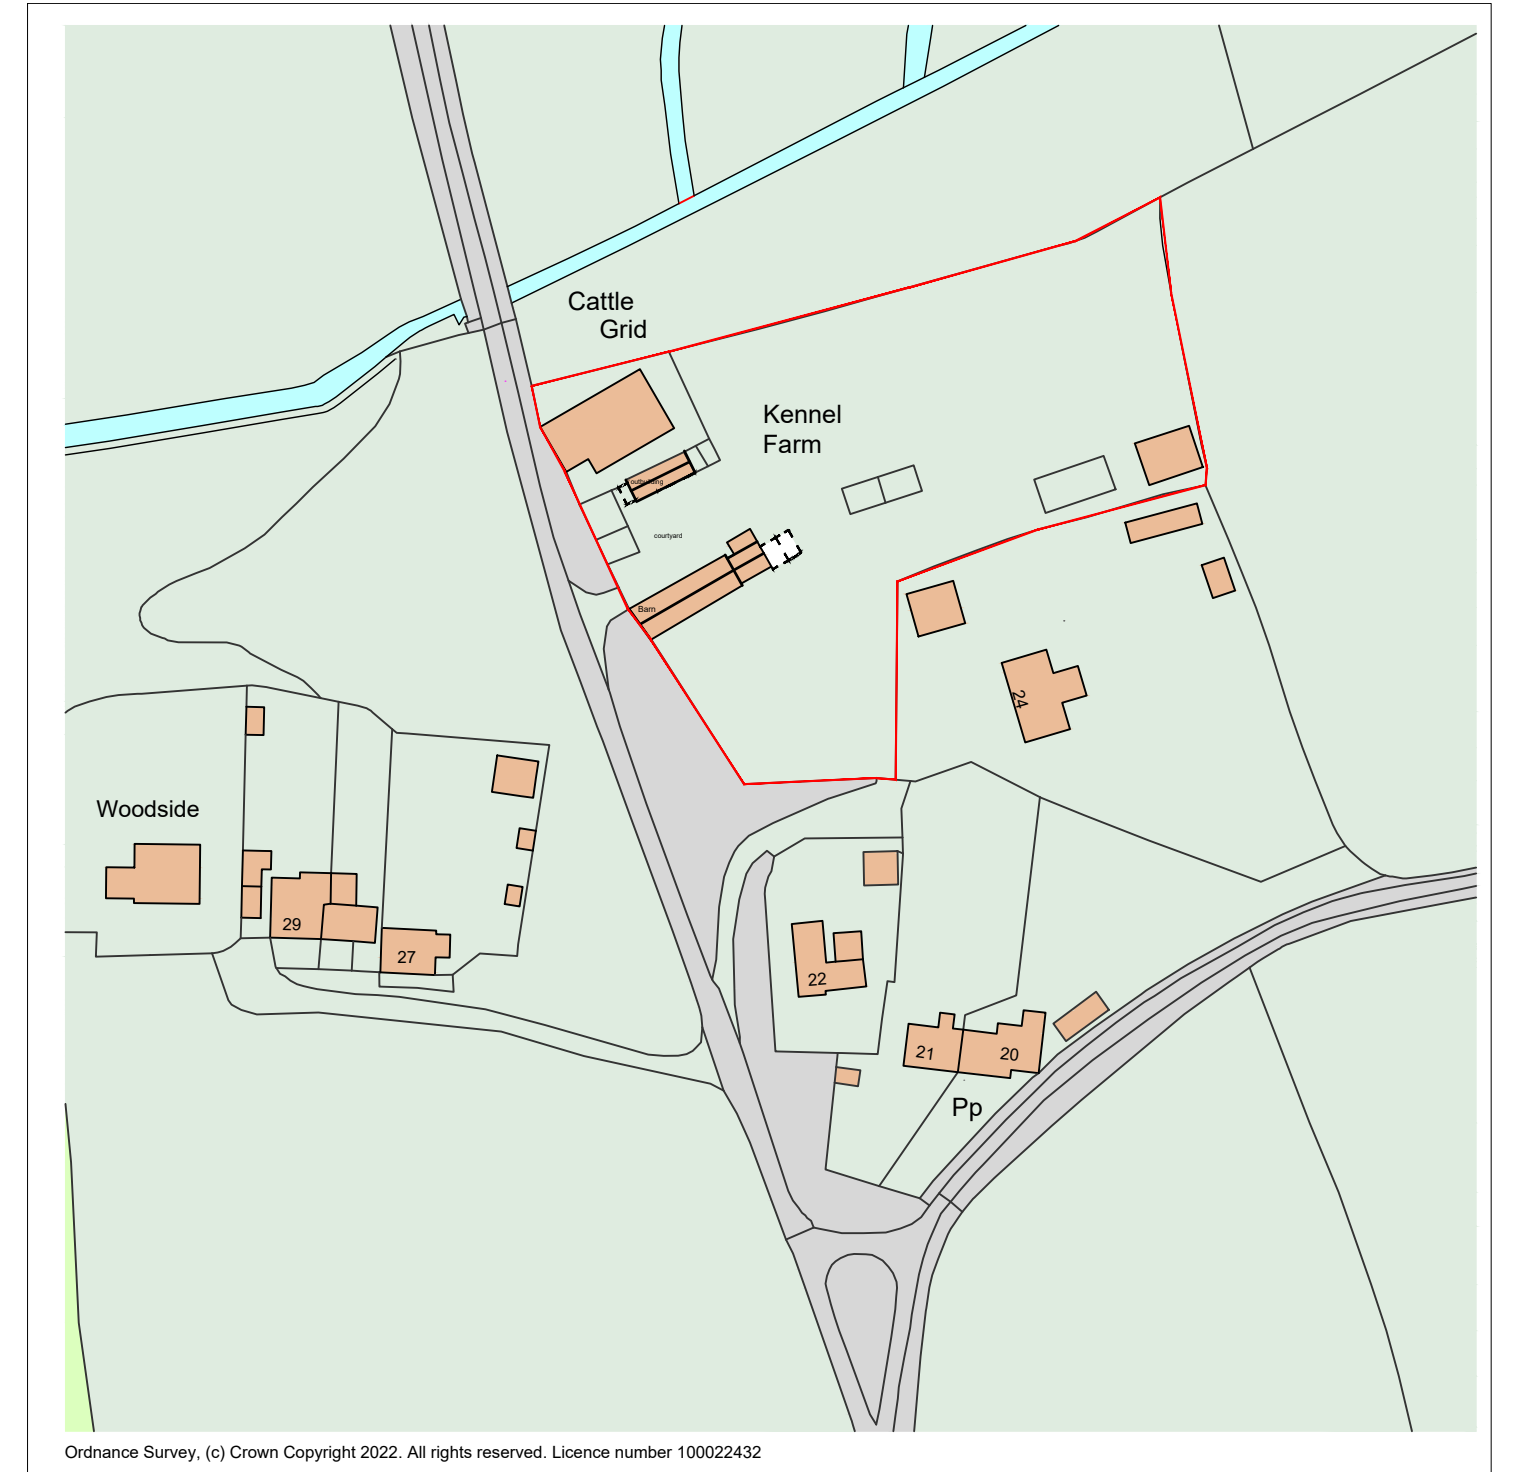 Cattle
Grid
Kennel
Farm
outbuilding
courtyard
Barn
24
Woodside
29
27
22
21
20
Pp
Ordnance Survey, (c) Crown Copyright 2022. All rights reserved. Licence number 100022432